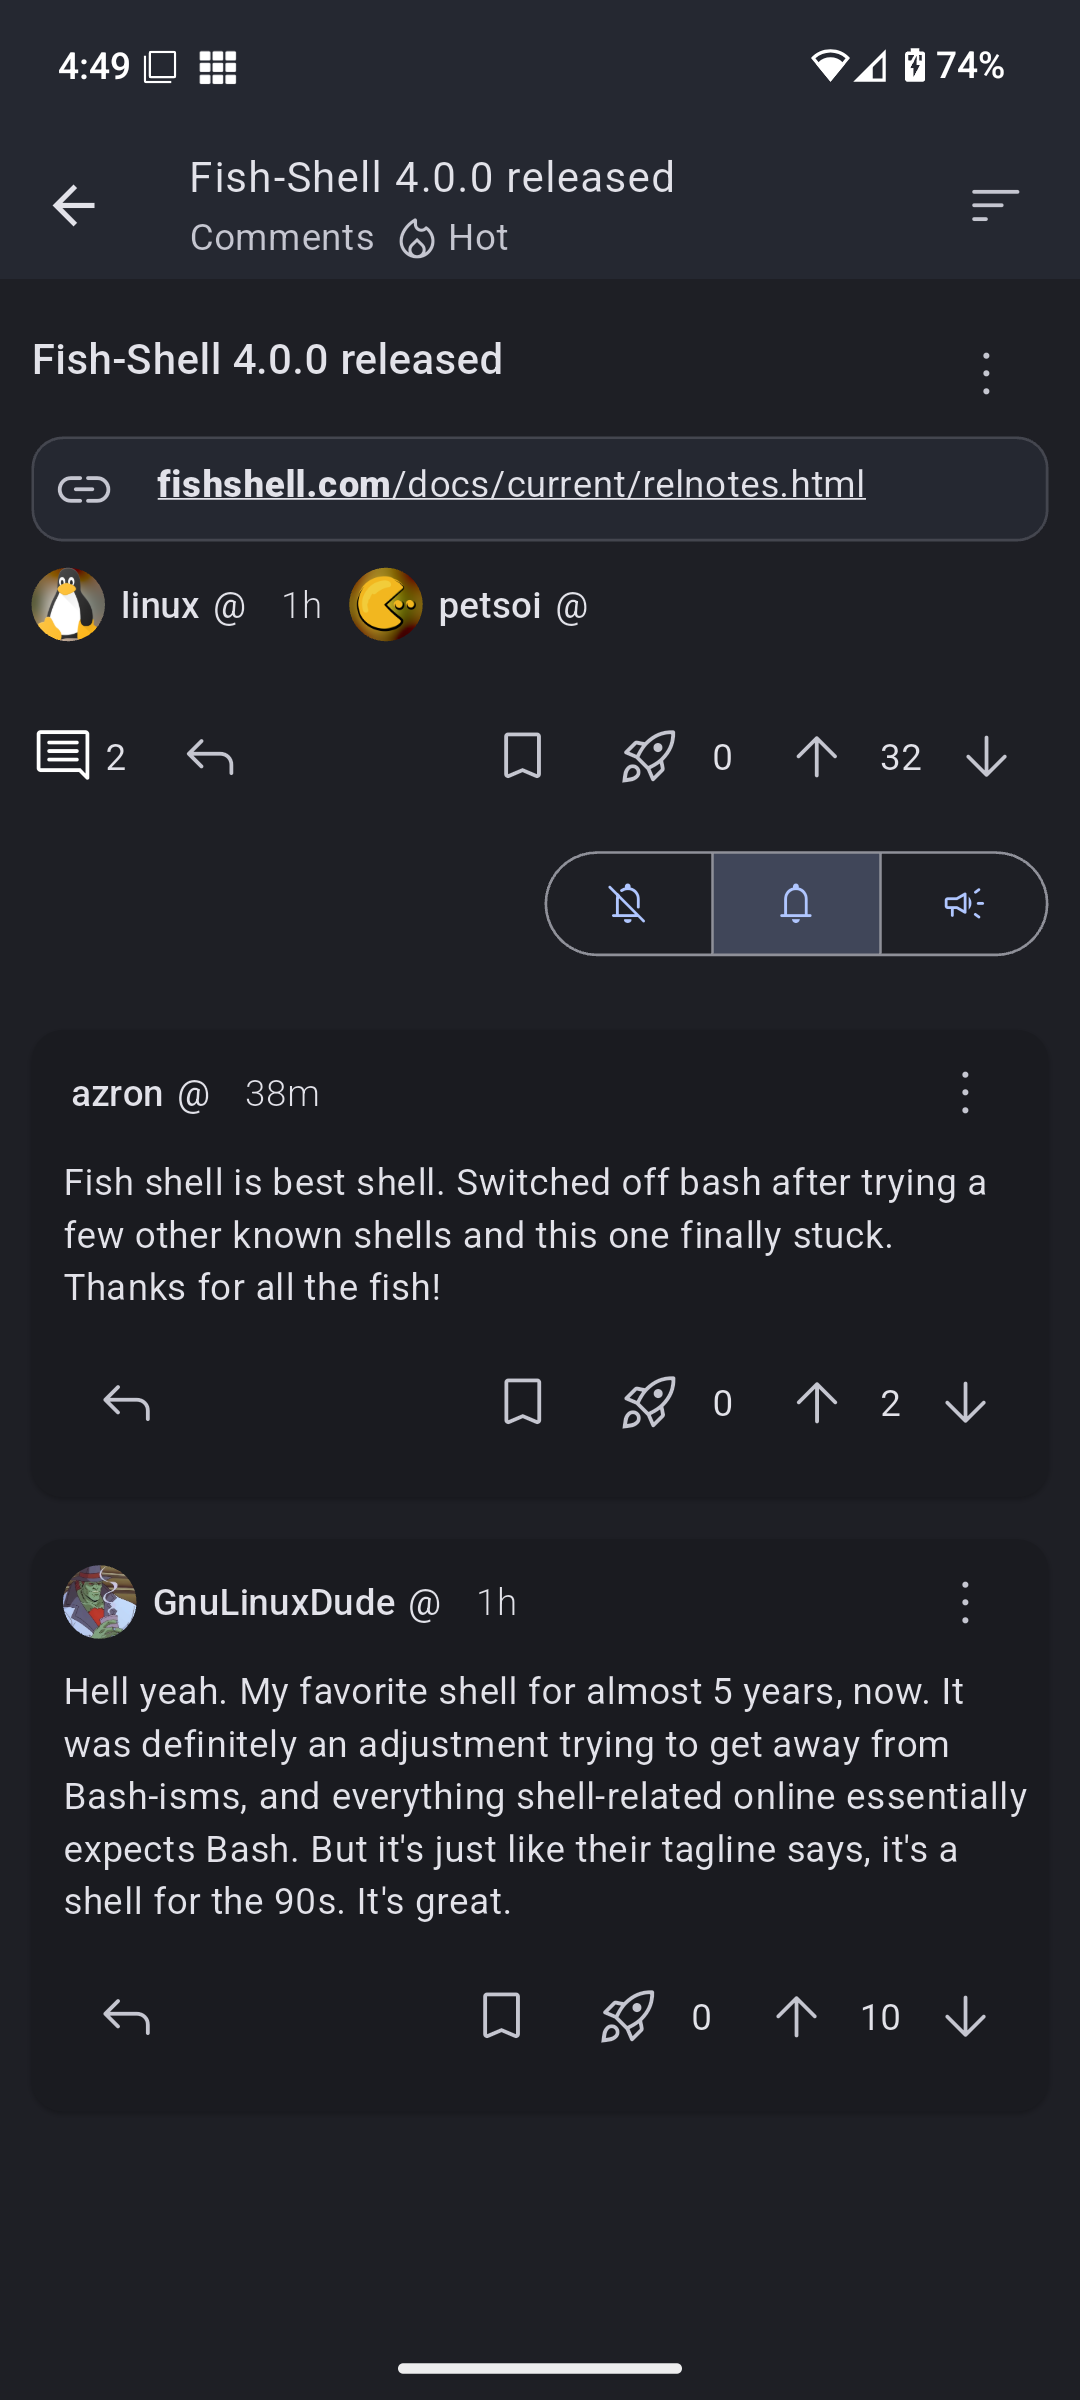 4:49 74%
Fish-Shell 4.0.0 released
Comments Hot
Fish-Shell 4.0.0 released
fishshell.com/docs/current/relnotes.html
linux @ 1h petsoi @
2 0 32
azron @ 38m
Fish shell is best shell. Switched off bash after trying a
few other known shells and this one finally stuck.
Thanks for all the fish!
0 2
GnuLinuxDude @ 1h
Hell yeah. My favorite shell for almost 5 years, now. It
was definitely an adjustment trying to get away from
Bash-isms, and everything shell-related online essentially
expects Bash. But it's just like their tagline says, it's a
shell for the 90s. It's great.
0 10